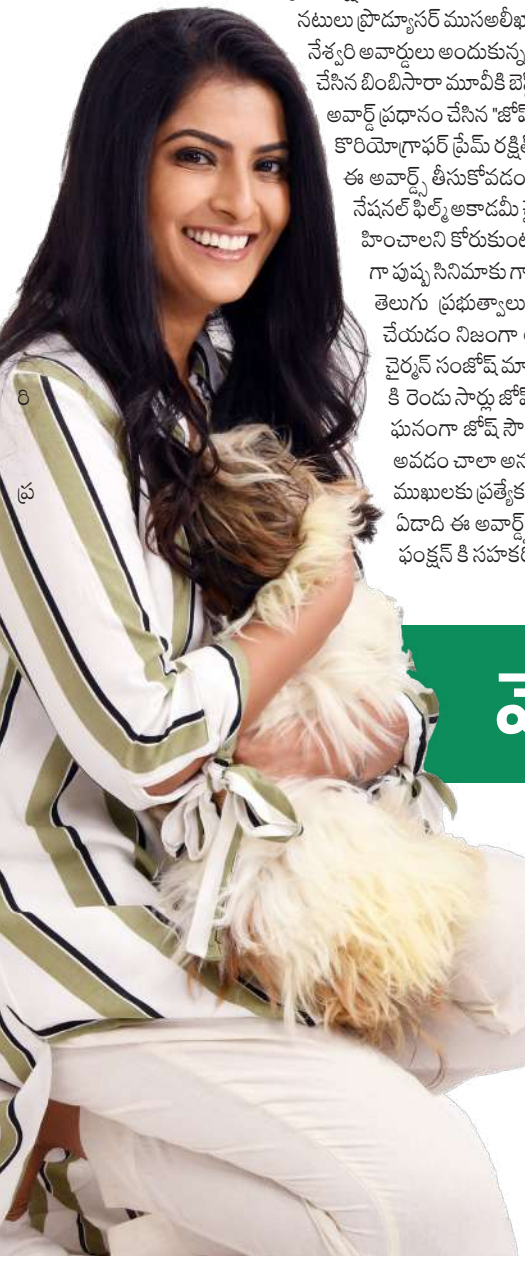 నటులు ప్రొడ్యూసర్ ముసఅలీఖా
నేశ్వరి అవార్డులు అందుకున్న
చేసిన బింబిసారా మూవీకి
అవార్డ్ ప్రధానం చేసిన "జోష్
కొరియోగ్రాఫర్ ప్రేమ్ రక్షిత్
ఈ అవార్డ్స్ తీసుకోవడం
నేషనల్ ఫిల్మ్ అకాడమీ
హించాలని కోరుకుంట
గా పుష్ప సినిమాకు గా
తెలుగు ప్రభుత్వాలు
చేయడం నిజంగా
చైర్మన్ సంజోష్ మా
రి
కి రెండు సార్లు జోష్
ఘనంగా జోష్ సా
అవడం చాలా అన
ప్ర
ముఖులకు ప్రత్యేక
ఏడాది ఈ అవార్డ్
ఫంక్షన్ కి సహకరి